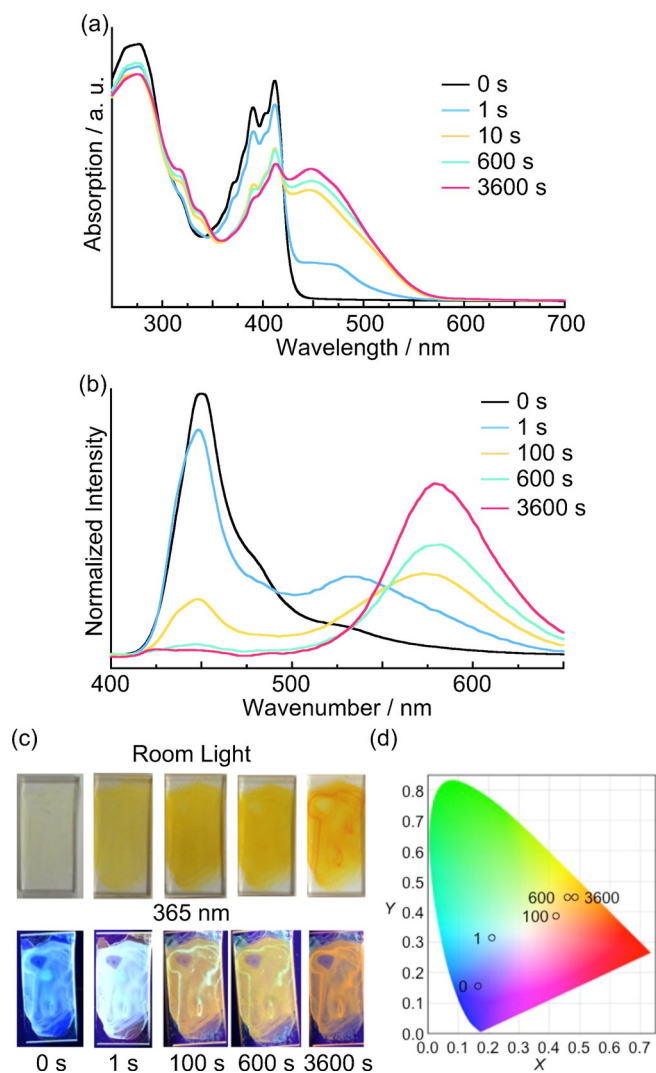 (a)
Absorption / a. u.
0 s
1 s
10 s
600 s
3600 s
300 400 500 600 700
Wavelength / nm
(b)
Normalized Intensity
0 s
1 s
100 s
600 s
3600 s
400 500 600
Wavenumber / nm
(c)
Room Light
365 nm
0 s 1 s 100 s 600 s 3600 s
(d)
0.8
0.7
0.6
0.5
0.4
0.3
0.2
0.1
0.0
Y
600 3600
100
1
0
0.0 0.1 0.2 0.3 0.4 0.5 0.6 0.7
X